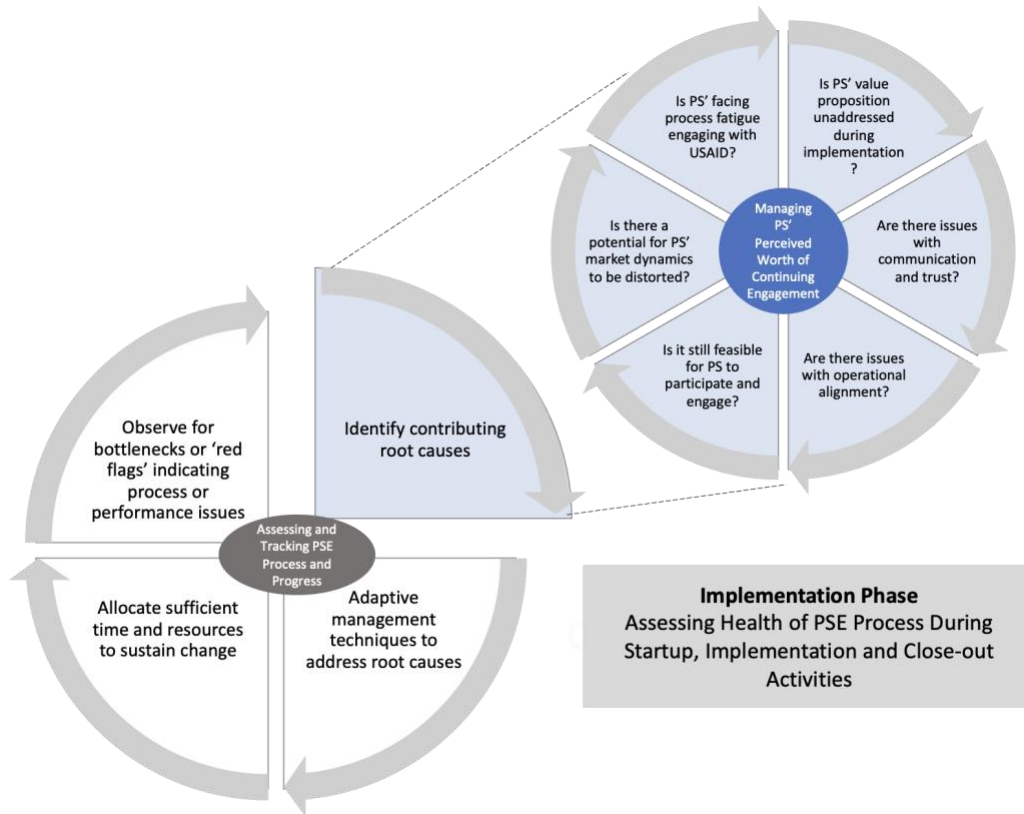 Is PS' facing
process fatigue
engaging with
USAID?
Is PS' value
proposition
unaddressed
during
implementation
?
Are there issues
with
communication
and trust?
Are there issues
with operational
alignment?
Is it still feasible
for PS to
participate and
engage?
Is there a
potential for PS'
market dynamics
to be distorted?
Managing
PS'
Perceived
Worth of
Continuing
Engagement
Observe for
bottlenecks or ‘red
flags’ indicating
process or
performance issues
Identify contributing
root causes
Adaptive
management
techniques to
address root causes
Allocate sufficient
time and resources
to sustain change
Assessing and
Tracking PSE
Process and
Progress
Implementation Phase
Assessing Health of PSE Process During
Startup, Implementation and Close-out
Activities